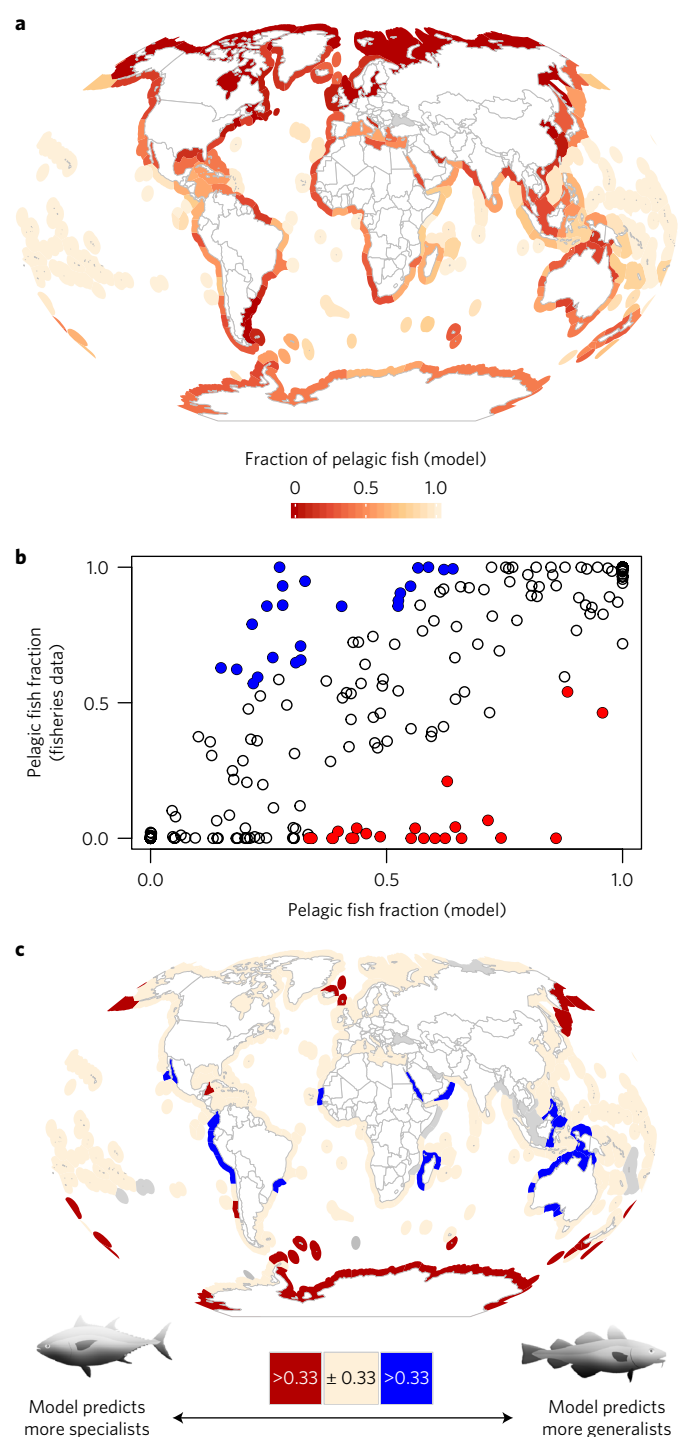 a
Fraction of pelagic fish (model)
0 0.5 1.0
b
1.0
0.5
0.0
Pelagic fish fraction
(fisheries data)
0.0 0.5 1.0
Pelagic fish fraction (model)
c
>0.33 ± 0.33 >0.33
Model predicts
more specialists
Model predicts
more generalists